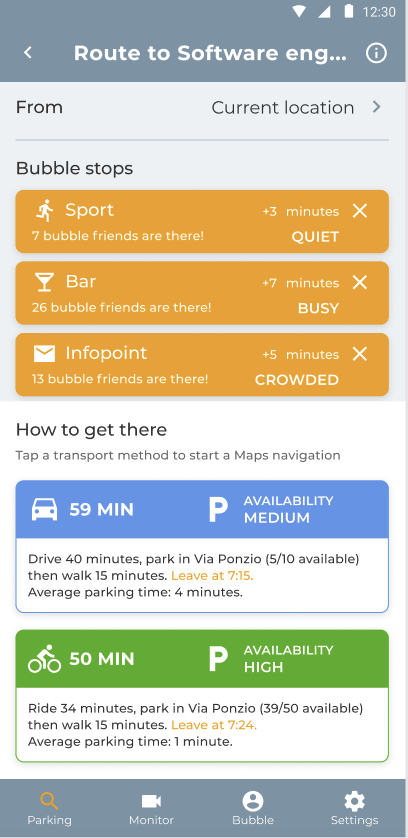 12:30
Route to Software eng...
From Current location
Bubble stops
Sport +3 minutes
7 bubble friends are there! QUIET
Bar +7 minutes
26 bubble friends are there! BUSY
Infopoint +5 minutes
13 bubble friends are there! CROWDED
How to get there
Tap a transport method to start a Maps navigation
59 MIN P AVAILABILITY
MEDIUM
Drive 40 minutes, park in Via Ponzio (5/10 available)
then walk 15 minutes. Leave at 7:15.
Average parking time: 4 minutes.
50 MIN P AVAILABILITY
HIGH
Ride 34 minutes, park in Via Ponzio (39/50 available)
then walk 15 minutes. Leave at 7:24.
Average parking time: 1 minute.
Parking Monitor Bubble Settings